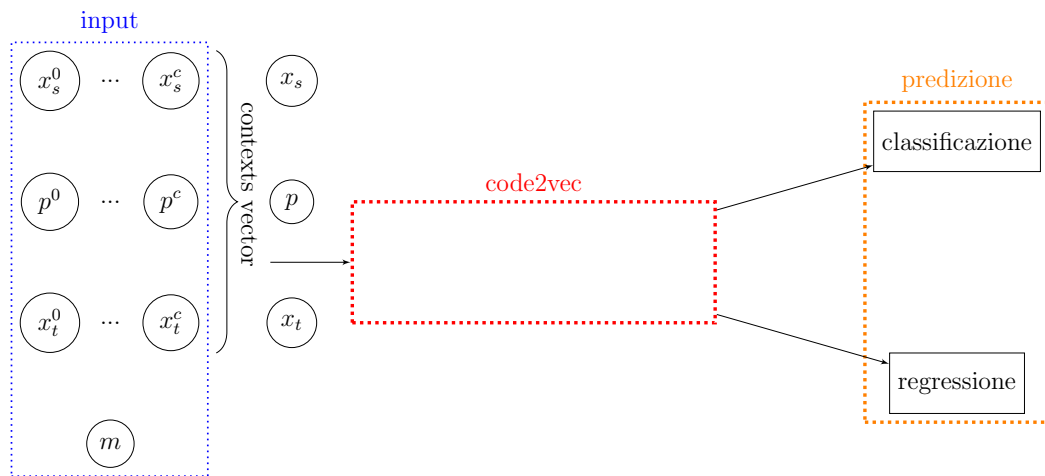 input
x_s^0 ... x_s^c x_s
p^0 ... p^c p
x_t^0 ... x_t^c x_t
m
contexts vector
code2vec
predizione
classificazione
regressione